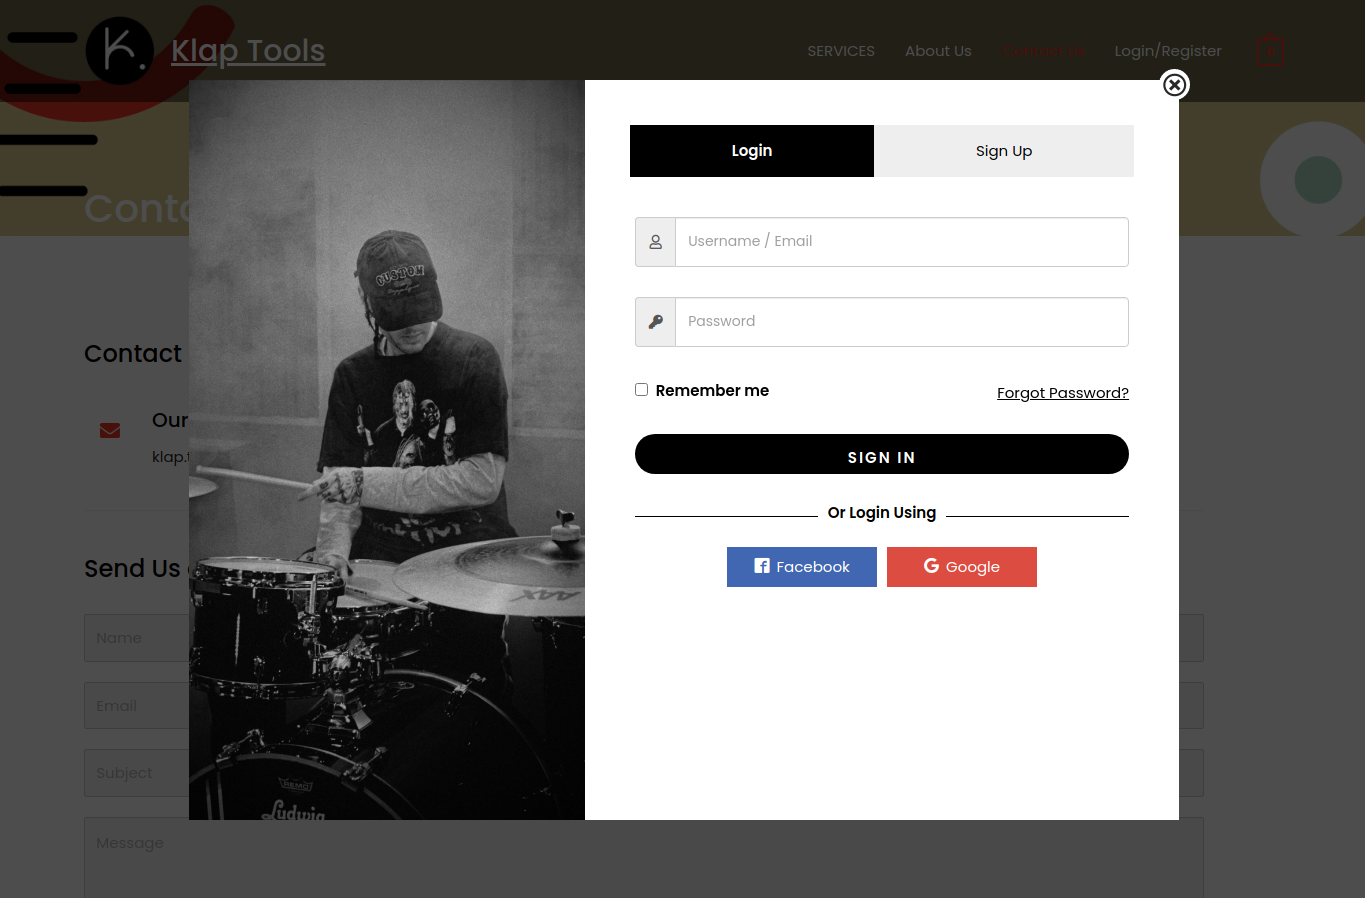 K.
Klap Tools
SERVICES
About Us
Contact Us
Login/Register
0
Conta
Contact
Our
klap.t
Send Us
Name
Email
Subject
Message
CUSTOM
AAX
REMO
Ludwig
Login
Sign Up
Username / Email
Password
Remember me
Forgot Password?
SIGN IN
Or Login Using
Facebook
Google